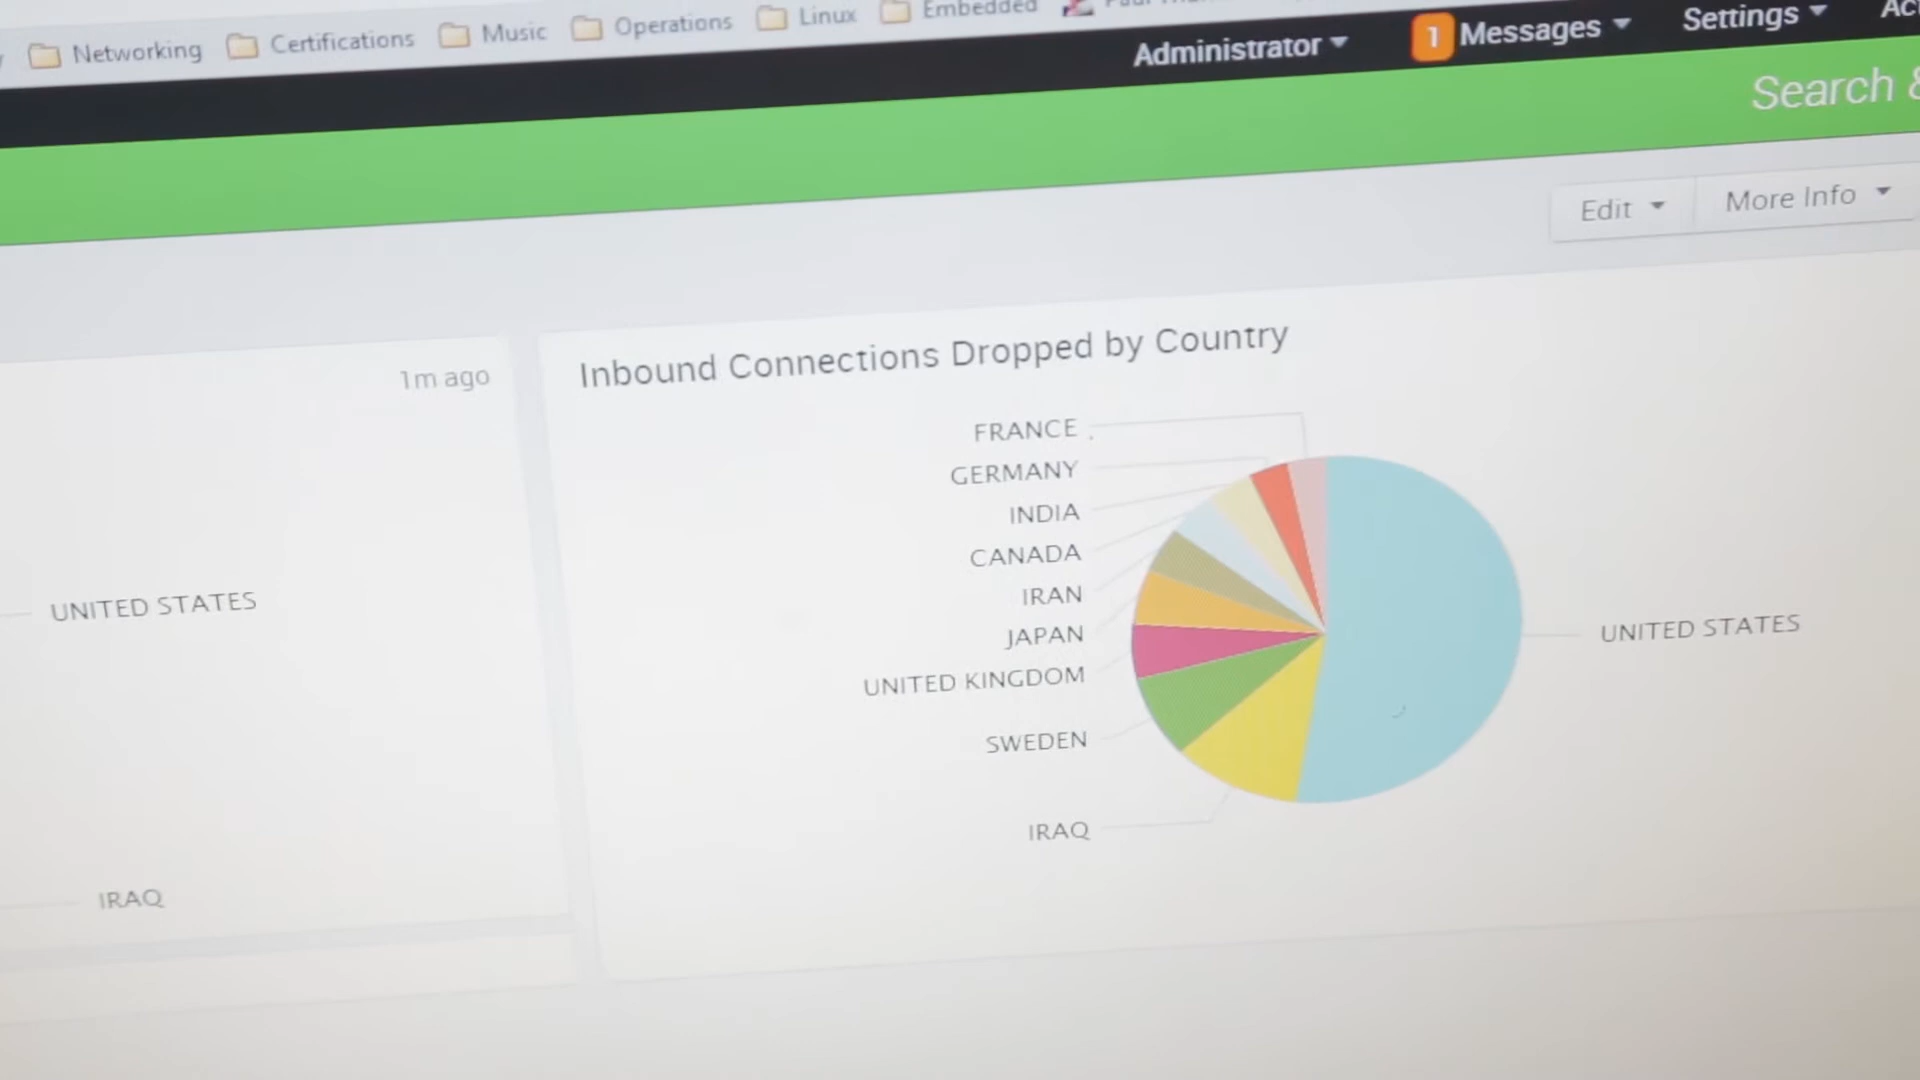 Networking Certifications Music Operations Linux Embedded
Administrator 1 Messages Settings
Search &
Edit More Info
1m ago
Inbound Connections Dropped by Country
FRANCE
GERMANY
INDIA
CANADA
IRAN
JAPAN
UNITED KINGDOM
SWEDEN
IRAQ
UNITED STATES
UNITED STATES
IRAQ